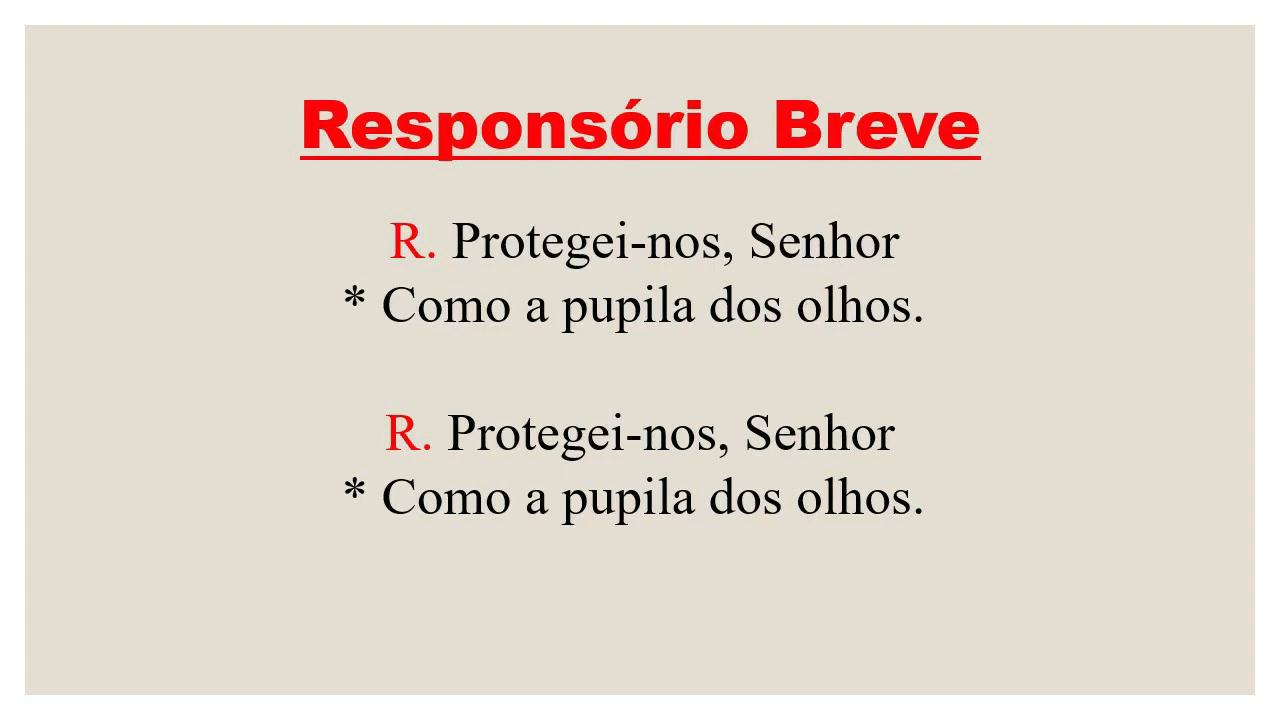 Responsório Breve
R. Protegei-nos, Senhor
* Como a pupila dos olhos.
R. Protegei-nos, Senhor
* Como a pupila dos olhos.